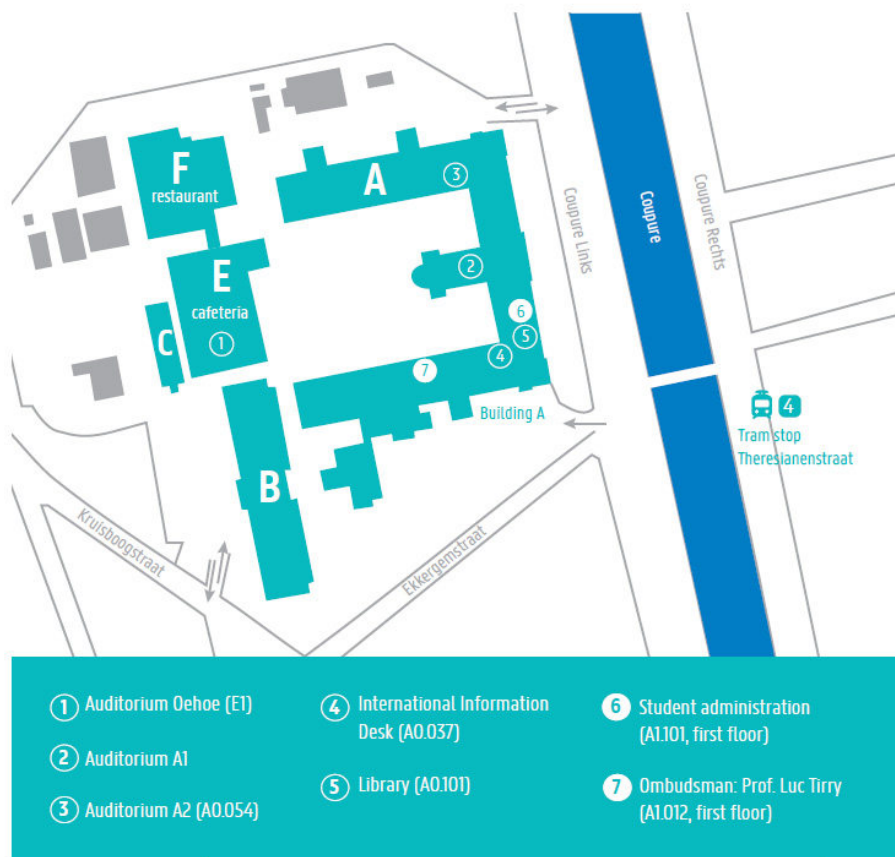 F
restaurant
A
3
2
E
cafeteria
1
C
6
5
4
7
Building A
B
Coupure Links
Coupure
Coupure Rechts
4
Tram stop
Theresianenstraat
Kruisboogstraat
Ekkergemstraat
1 Auditorium Oehoe (E1)
2 Auditorium A1
3 Auditorium A2 (A0.054)
4 International Information
Desk (A0.037)
5 Library (A0.101)
6 Student administration
(A1.101, first floor)
7 Ombudsman: Prof. Luc Tirry
(A1.012, first floor)